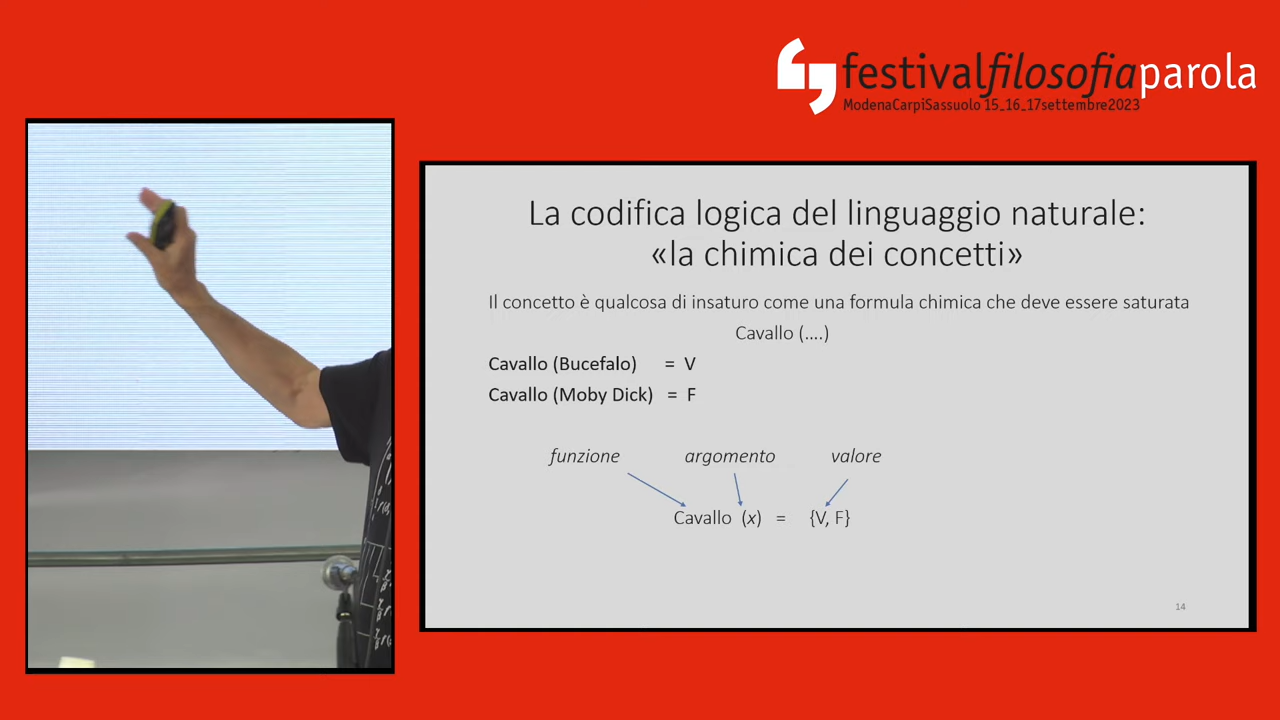 festivalfilosofiaparola
ModenaCarpiSassuolo 15_16_17settembre2023
La codifica logica del linguaggio naturale:
«la chimica dei concetti»
Il concetto è qualcosa di insaturo come una formula chimica che deve essere saturata
Cavallo (....)
Cavallo (Bucefalo) = V
Cavallo (Moby Dick) = F
funzione argomento valore
Cavallo (x) = {V, F}
14